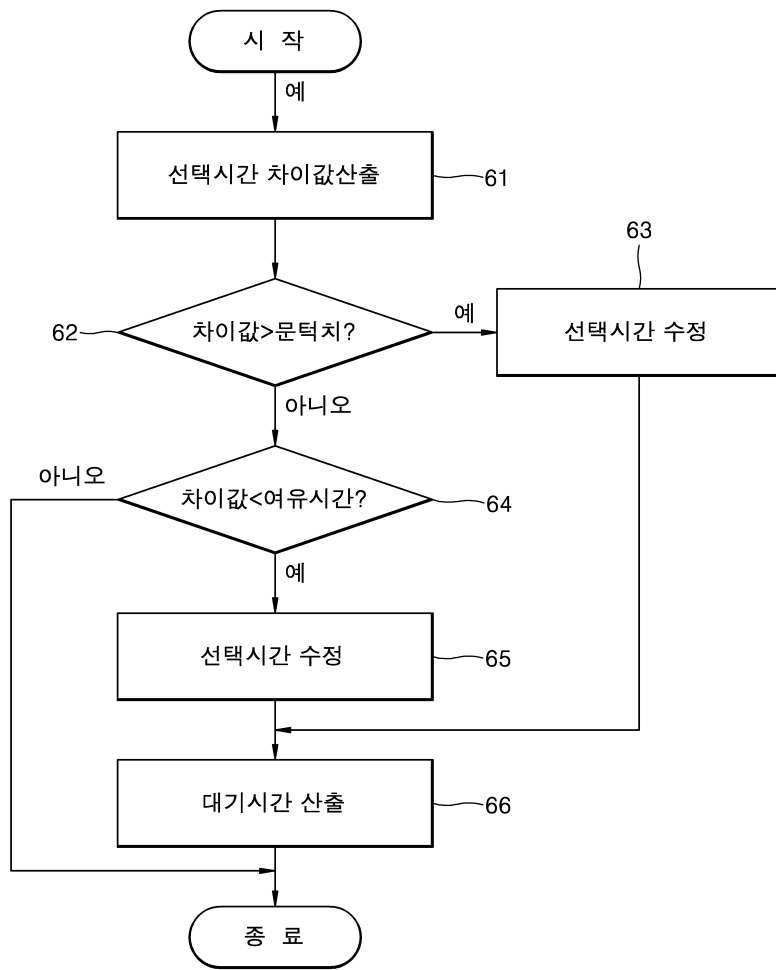 시 작
예
선택시간 차이값산출
61
63
62
차이값>문턱치?
예
선택시간 수정
아니오
아니오
차이값<여유시간?
64
예
선택시간 수정
65
대기시간 산출
66
종 료